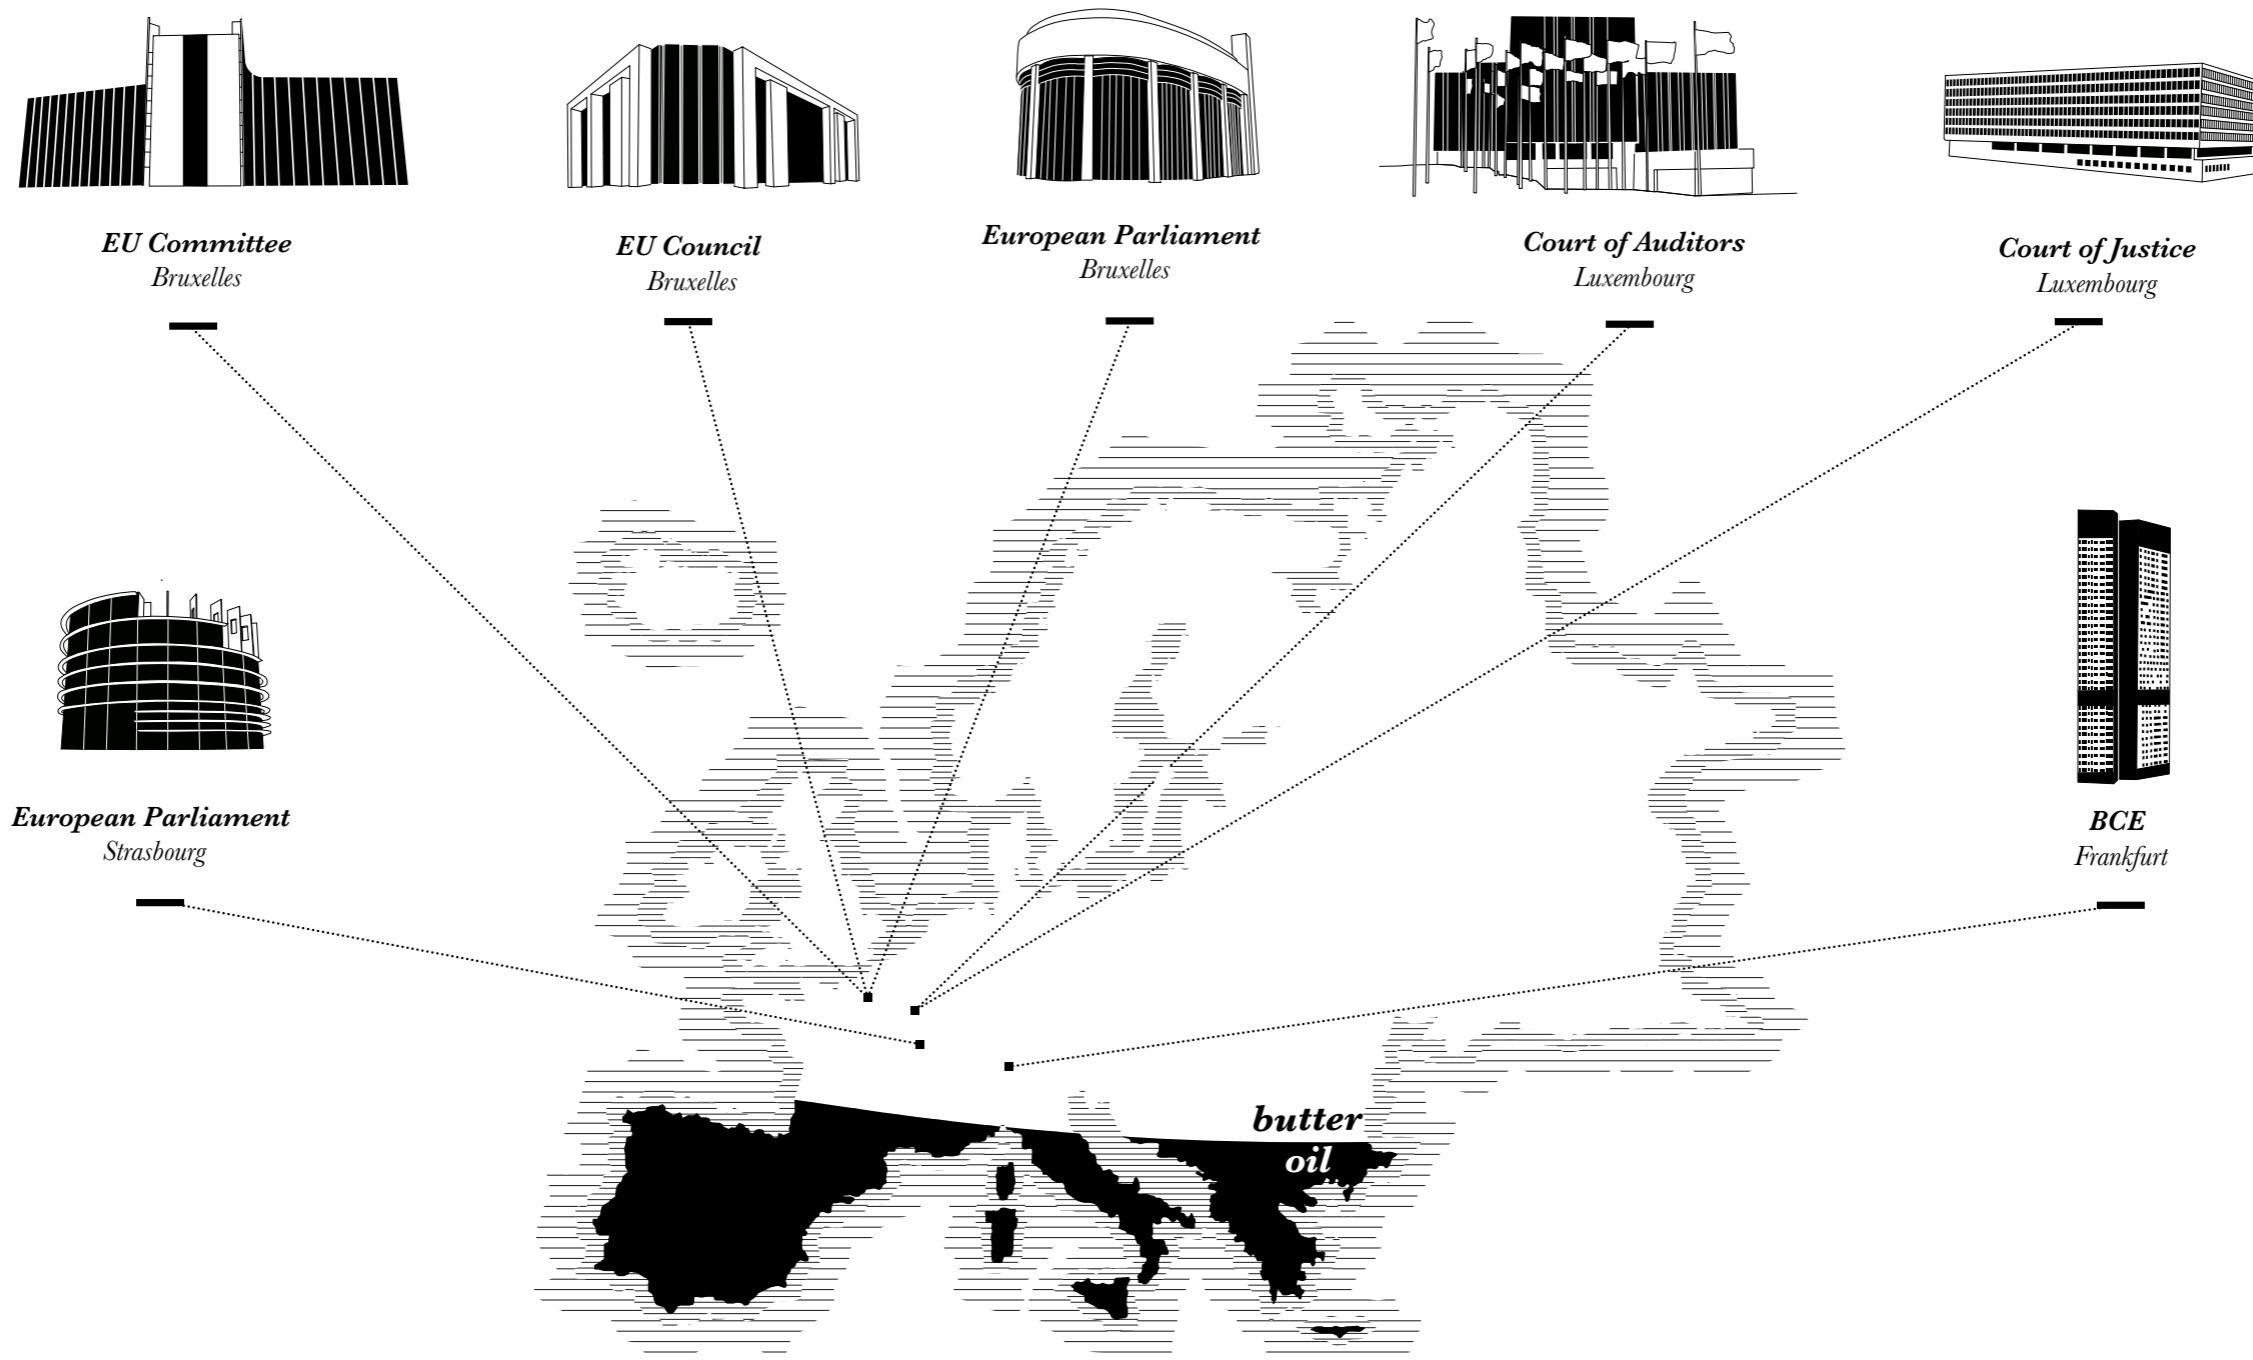 EU Committee
Bruxelles
EU Council
Bruxelles
European Parliament
Bruxelles
Court of Auditors
Luxembourg
Court of Justice
Luxembourg
European Parliament
Strasbourg
BCE
Frankfurt
butter
oil